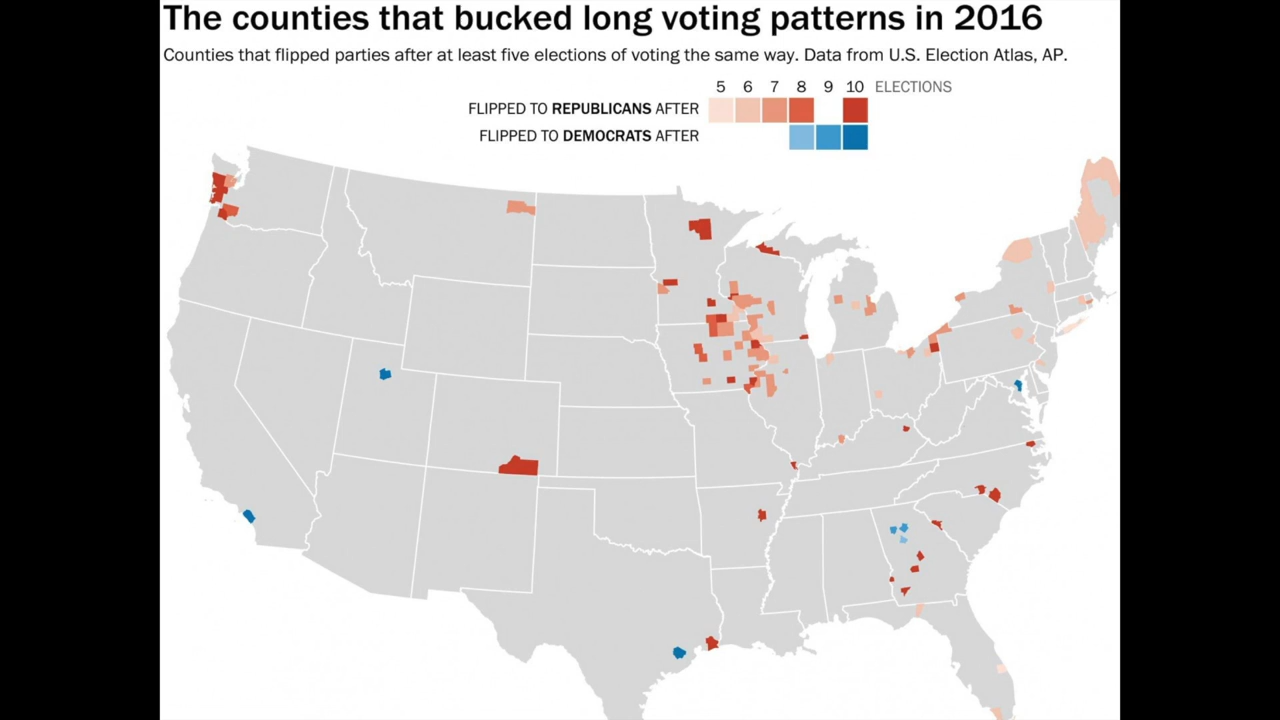 The counties that bucked long voting patterns in 2016
Counties that flipped parties after at least five elections of voting the same way. Data from U.S. Election Atlas, AP.
5 6 7 8 9 10 ELECTIONS
FLIPPED TO REPUBLICANS AFTER
FLIPPED TO DEMOCRATS AFTER